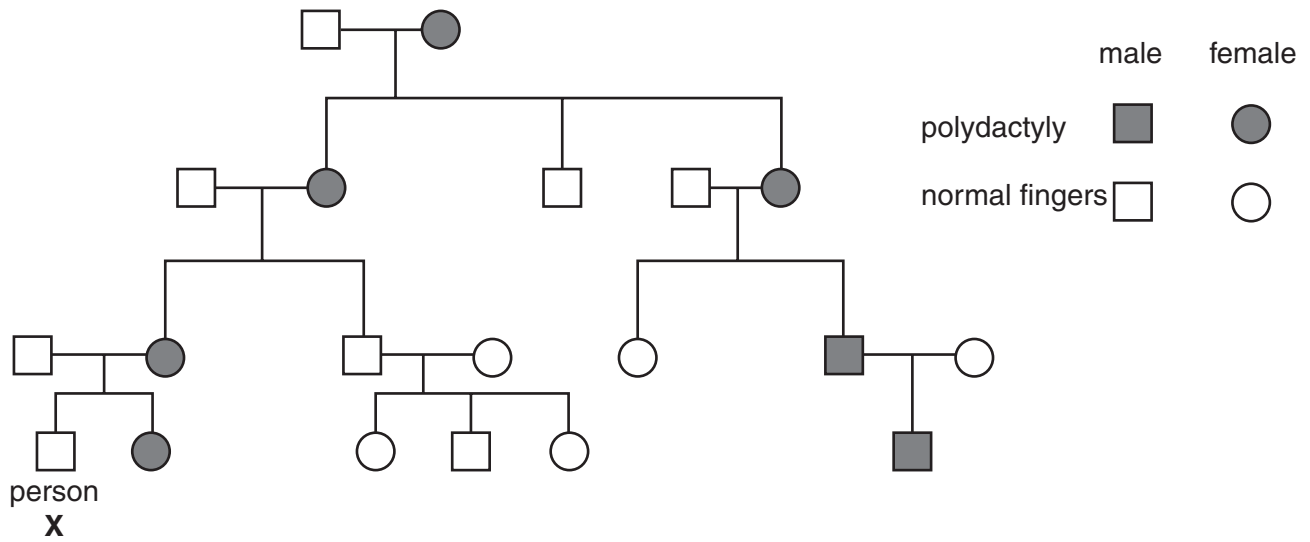 male female
polydactyly
normal fingers
person
X